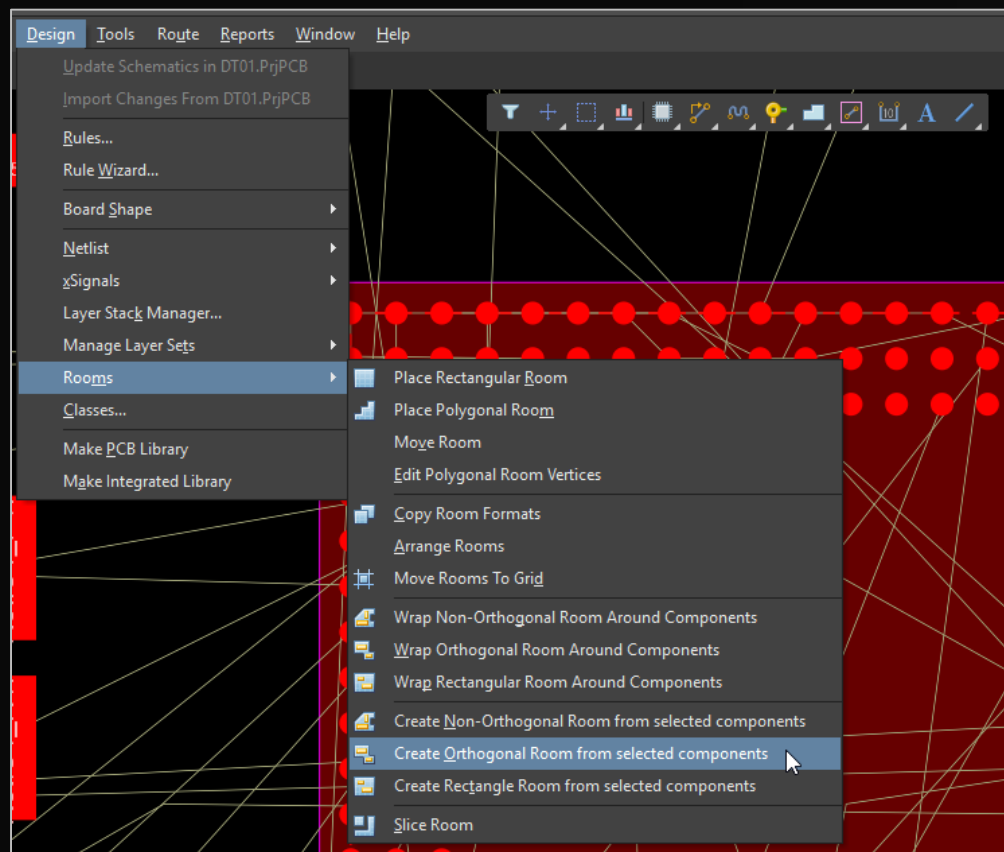 Design Tools Route Reports Window Help
Update Schematics in DT01.PrjPCB
Import Changes From DT01.PrjPCB
Rules...
Rule Wizard...
Board Shape
Netlist
xSignals
Layer Stack Manager...
Manage Layer Sets
Rooms
Classes...
Make PCB Library
Make Integrated Library
Place Rectangular Room
Place Polygonal Room
Move Room
Edit Polygonal Room Vertices
Copy Room Formats
Arrange Rooms
Move Rooms To Grid
Wrap Non-Orthogonal Room Around Components
Wrap Orthogonal Room Around Components
Wrap Rectangular Room Around Components
Create Non-Orthogonal Room from selected components
Create Orthogonal Room from selected components
Create Rectangle Room from selected components
Slice Room
10 A